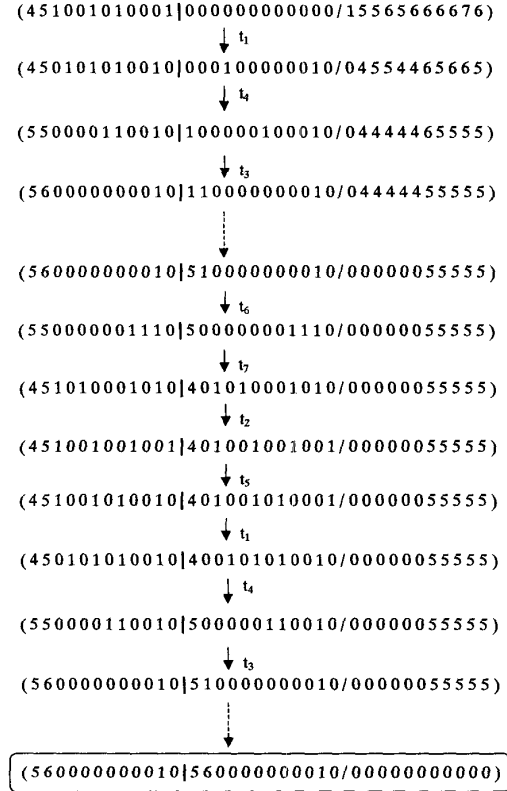 (451001010001|000000000000/15565666676)
t₁
(450101010010|000100000010/04554465665)
t₄
(550000110010|100000100010/04444465555)
t₃
(560000000010|110000000010/04444455555)
(560000000010|510000000010/00000055555)
t₆
(550000001110|500000001110/00000055555)
t₇
(451010001010|401010001010/00000055555)
t₂
(451001001001|401001001001/00000055555)
t₅
(451001010010|401001010001/00000055555)
t₁
(450101010010|400101010010/00000055555)
t₄
(550000110010|500000110010/00000055555)
t₃
(560000000010|510000000010/00000055555)
(560000000010|560000000010/00000000000)